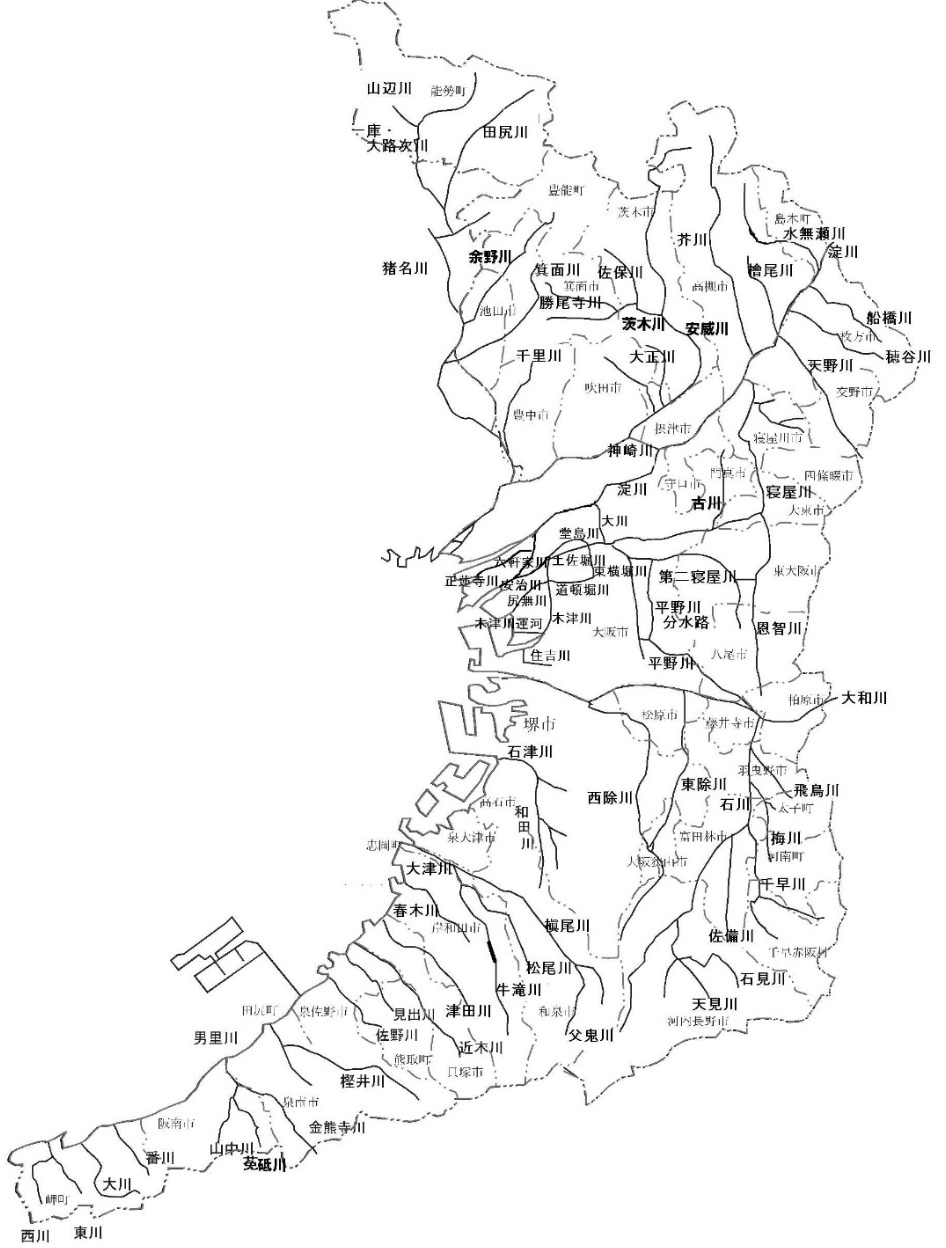 山辺川
能勢町
一庫・
大路次川
田尻川
豊能町
茨木市
島本町
水無瀬川
淀川
余野川
猪名川
芥川
檜尾川
箕面川
箕面市
佐保川
高槻市
勝尾寺川
池田市
茨木川
安威川
船橋川
枚方市
穂谷川
千里川
大正川
天野川
吹田市
交野市
豊中市
摂津市
寝屋川市
神崎川
門真市
守口市
四條畷市
淀川
古川
寝屋川
大東市
大川
堂島川
六軒家川
土佐堀川
東横堀川
第二寝屋川
東大阪市
正蓮寺川
安治川
道頓堀川
尻無川
平野川
分水路
木津川運河
木津川
大阪市
恩智川
住吉川
平野川
八尾市
柏原市
大和川
堺市
松原市
藤井寺市
石津川
羽曳野市
東除川
飛鳥川
西除川
石川
太子町
高石市
和田川
泉大津市
富田林市
梅川
河南町
忠岡町
大津川
大阪狭山市
千早川
春木川
岸和田市
槇尾川
佐備川
千早赤阪村
松尾川
石見川
牛滝川
天見川
田尻町
泉佐野市
見出川
津田川
和泉市
河内長野市
男里川
佐野川
近木川
父鬼川
熊取町
貝塚市
樫井川
泉南市
阪南市
金熊寺川
山中川
菟砥川
番川
大川
岬町
西川
東川